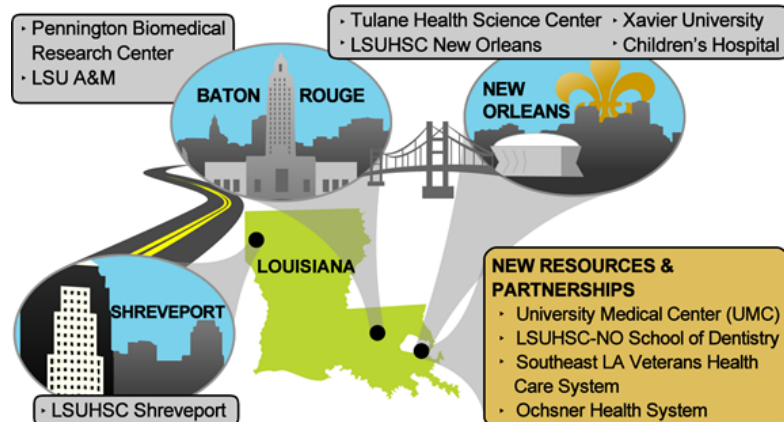 ‣ Pennington Biomedical
Research Center
‣ LSU A&M
‣ Tulane Health Science Center ‣ Xavier University
‣ LSUHSC New Orleans ‣ Children's Hospital
BATON ROUGE
NEW
ORLEANS
LOUISIANA
SHREVEPORT
‣ LSUHSC Shreveport
NEW RESOURCES &
PARTNERSHIPS
‣ University Medical Center (UMC)
‣ LSUHSC-NO School of Dentistry
‣ Southeast LA Veterans Health
Care System
‣ Ochsner Health System